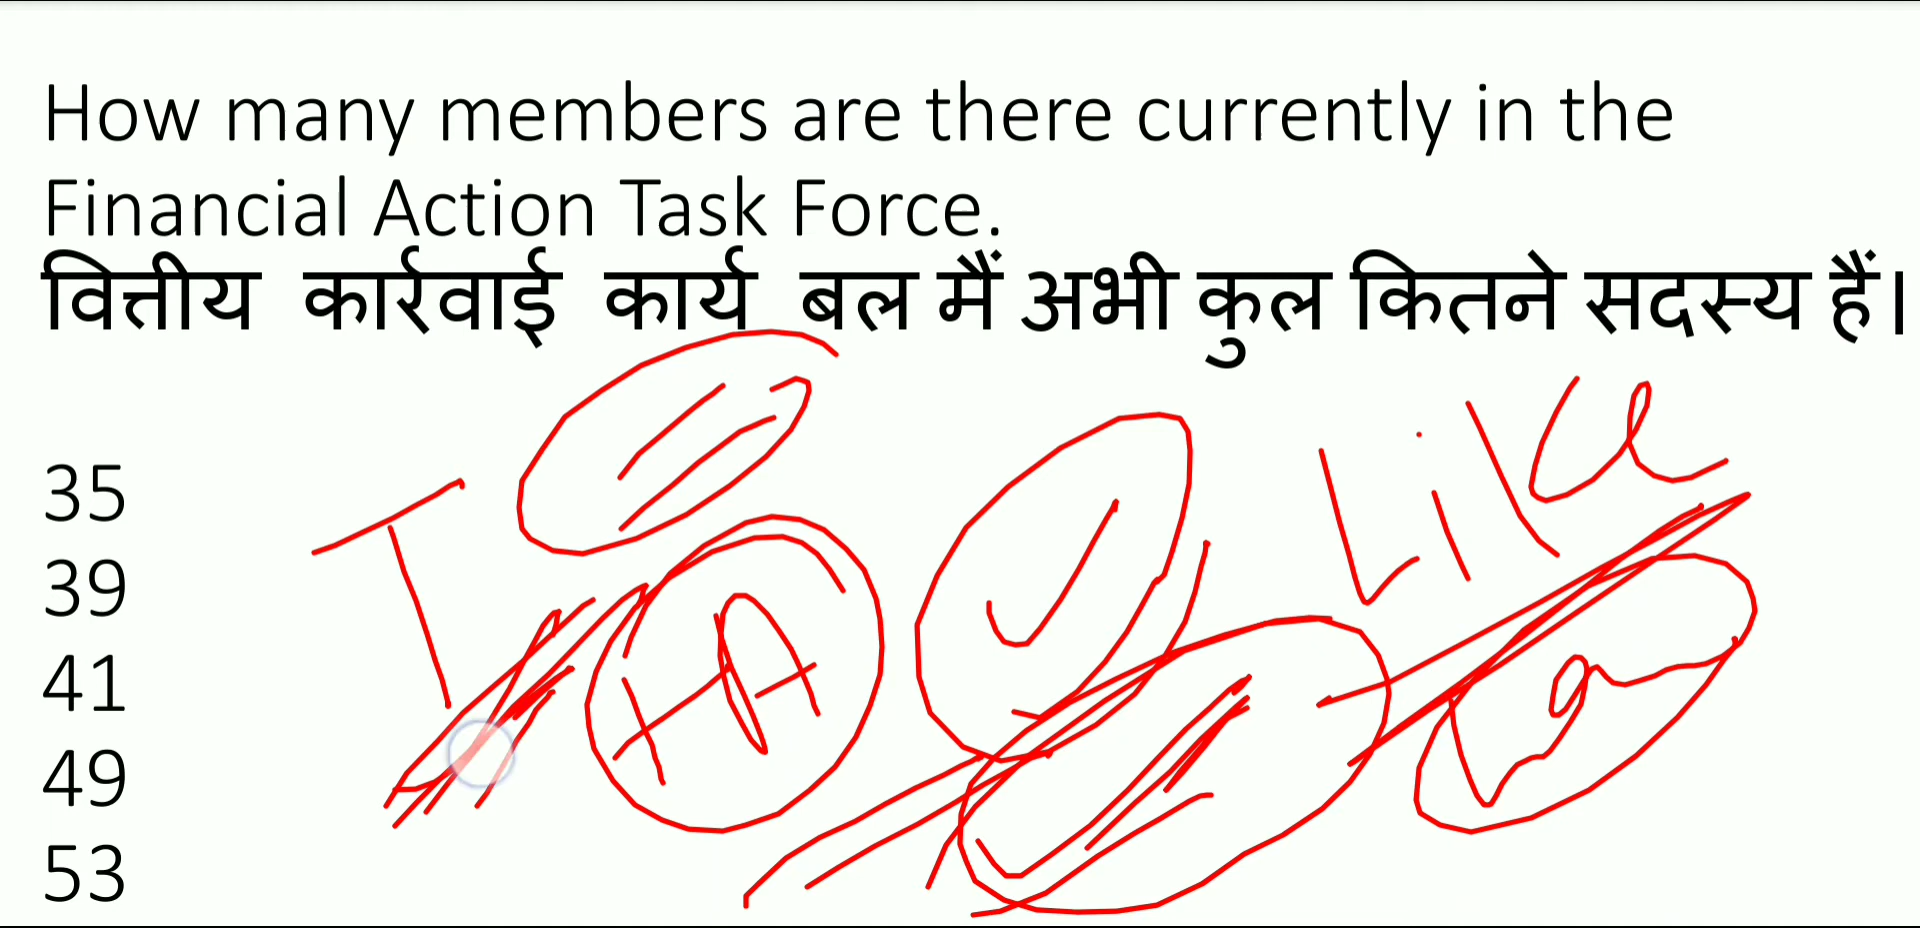 How many members are there currently in the
Financial Action Task Force.
वित्तीय कार्रवाई कार्य बल मैं अभी कुल कितने सदस्य हैं।
Like
35
39
41
49
53